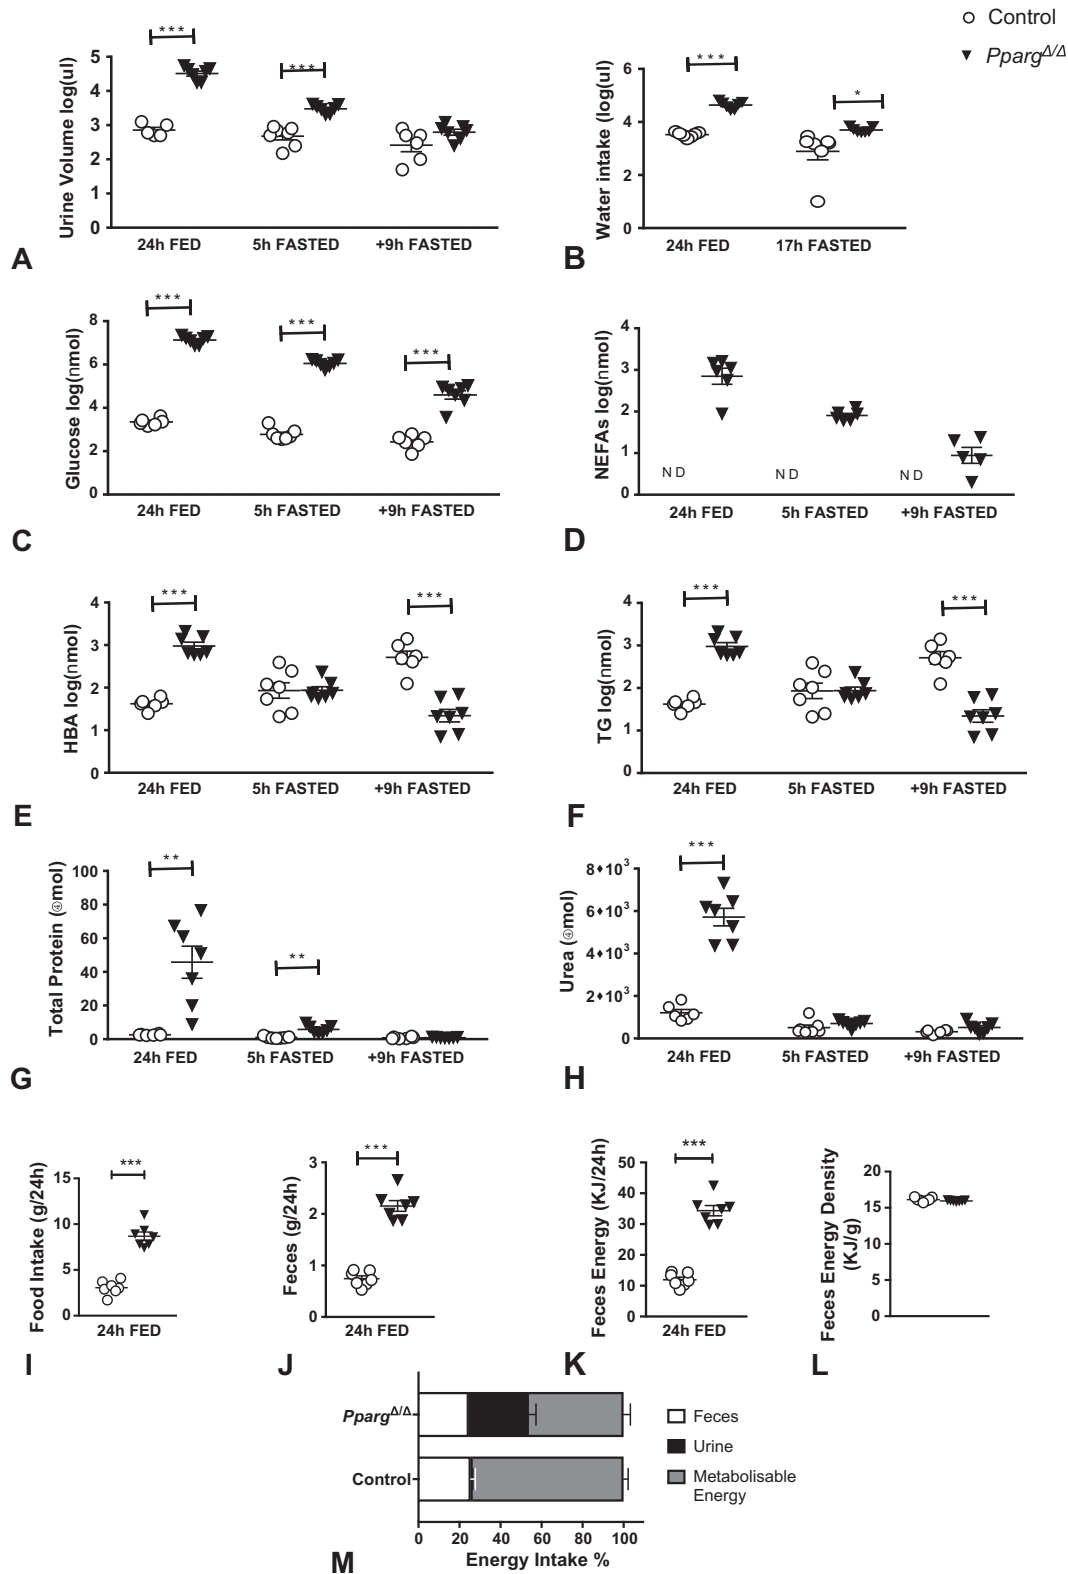 Control
Pparg^Δ/Δ
***
***
Urine Volume log(ul)
5
4
3
2
1
0
24h FED
5h FASTED
+9h FASTED
A
***
*
Water intake (log(ul)
6
4
2
0
24h FED
17h FASTED
B
***
***
***
Glucose log(nmol)
8
6
4
2
0
24h FED
5h FASTED
+9h FASTED
C
NEFAs log(nmol)
4
3
2
1
0
ND
ND
ND
24h FED
5h FASTED
+9h FASTED
D
***
***
HBA log(nmol)
4
3
2
1
0
24h FED
5h FASTED
+9h FASTED
E
***
***
TG log(nmol)
4
3
2
1
0
24h FED
5h FASTED
+9h FASTED
F
**
**
Total Protein (④mol)
100
80
60
40
20
0
24h FED
5h FASTED
+9h FASTED
G
***
Urea (④mol)
8♦10³
6♦10³
4♦10³
2♦10³
0
24h FED
5h FASTED
+9h FASTED
H
***
Food Intake (g/24h)
15
10
5
0
24h FED
I
***
Feces (g/24h)
3
2
1
0
24h FED
J
***
Feces Energy (KJ/24h)
50
40
30
20
10
0
24h FED
K
Feces Energy Density
(KJ/g)
20
15
10
5
0
L
Pparg^Δ/Δ
Control
0 20 40 60 80 100
Energy Intake %
Feces
Urine
Metabolisable
Energy
M